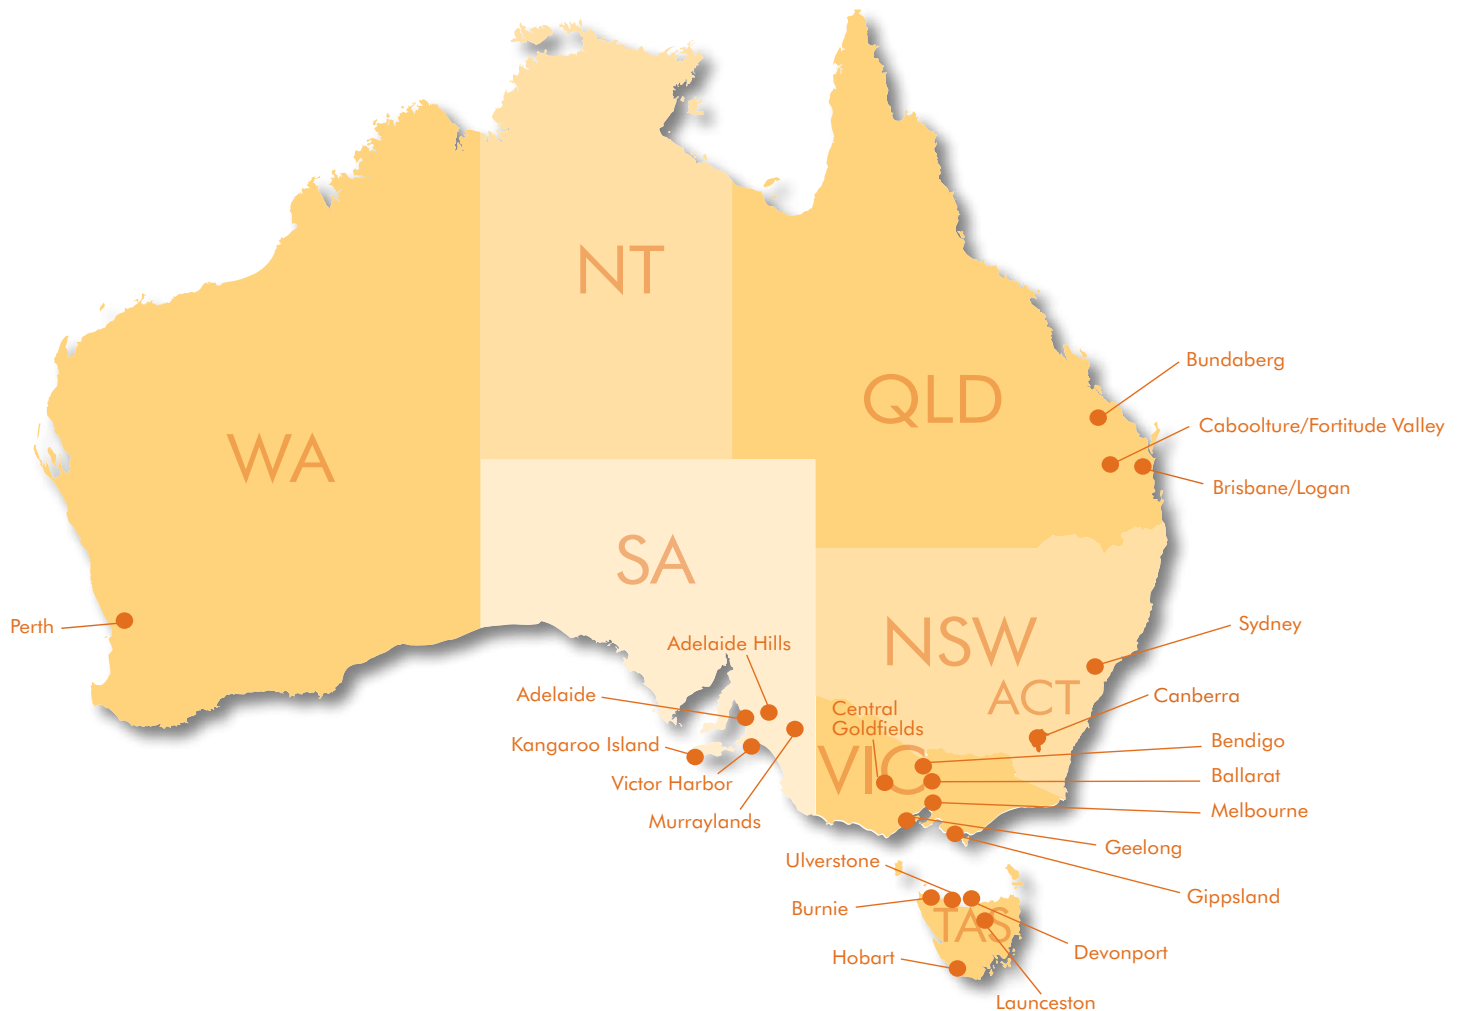 NT
Bundaberg
QLD
Caboolture/Fortitude Valley
WA
Brisbane/Logan
SA
Perth
Sydney
NSW
Adelaide Hills
ACT
Adelaide
Canberra
Central
Goldfields
Kangaroo Island
Bendigo
VIC
Victor Harbor
Ballarat
Murraylands
Melbourne
Geelong
Ulverstone
Gippsland
Burnie
TAS
Devonport
Hobart
Launceston